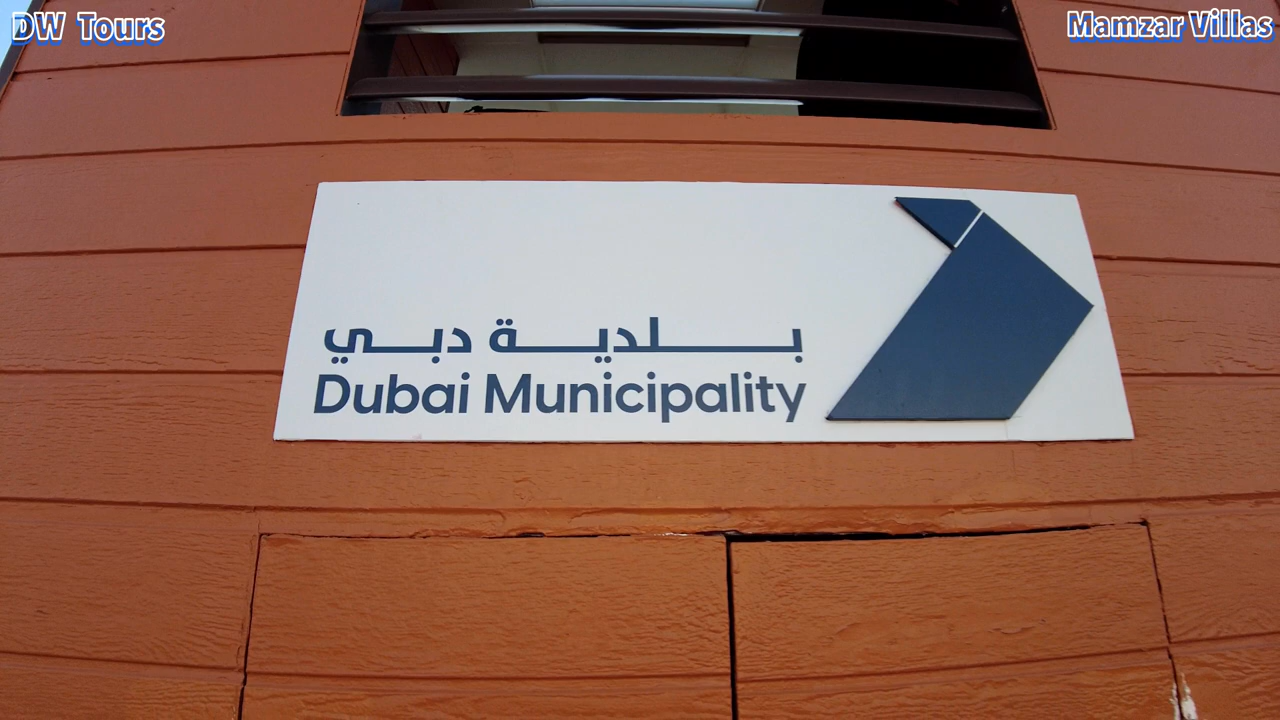 DW Tours
Mamzar Villas
بلدية دبي
Dubai Municipality